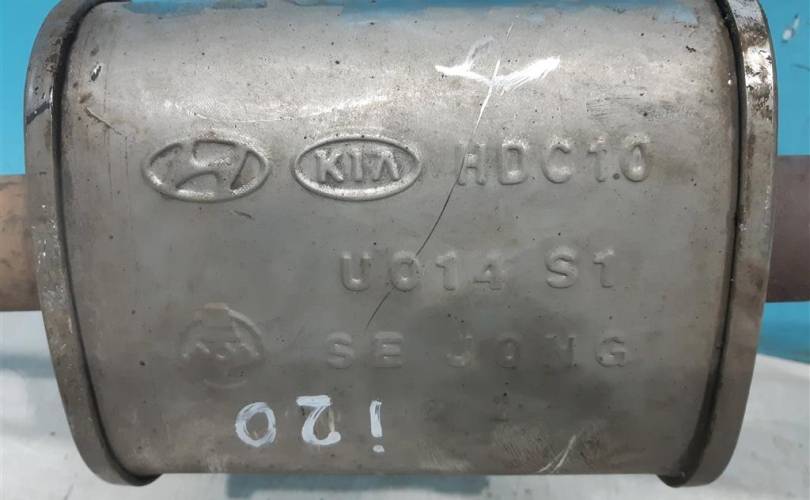 KIA HDC1.0
UC14 S1
SE JONG
i20